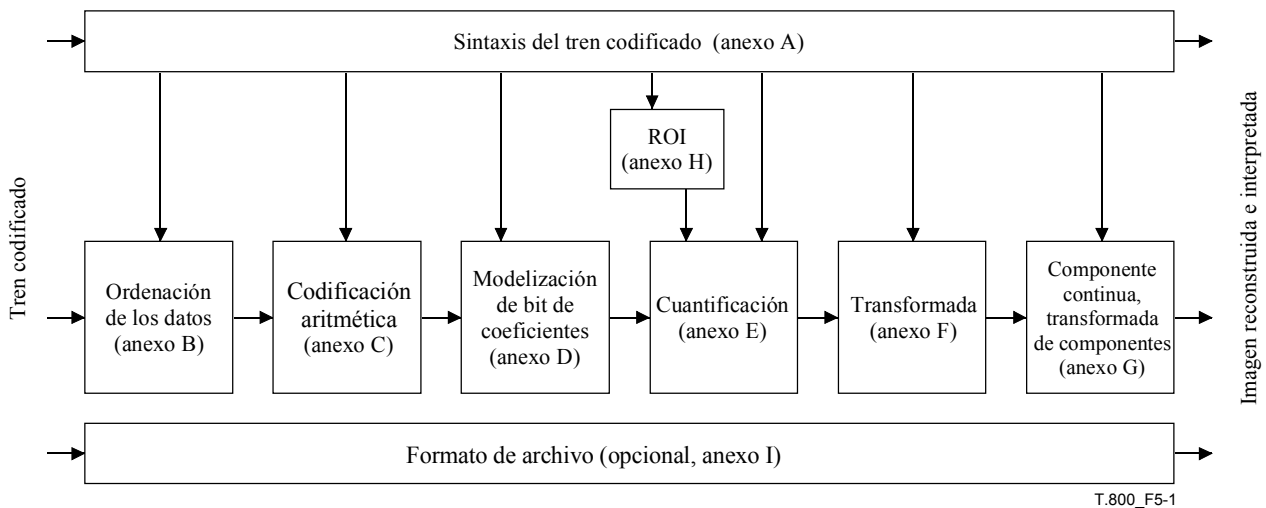 Sintaxis del tren codificado (anexo A)
ROI
(anexo H)
Tren codificado
Ordenación
de los datos
(anexo B)
Codificación
aritmética
(anexo C)
Modelización
de bit de
coeficientes
(anexo D)
Cuantificación
(anexo E)
Transformada
(anexo F)
Componente
continua,
transformada
de componentes
(anexo G)
Imagen reconstruida e interpretada
Formato de archivo (opcional, anexo I)
T.800_F5-1